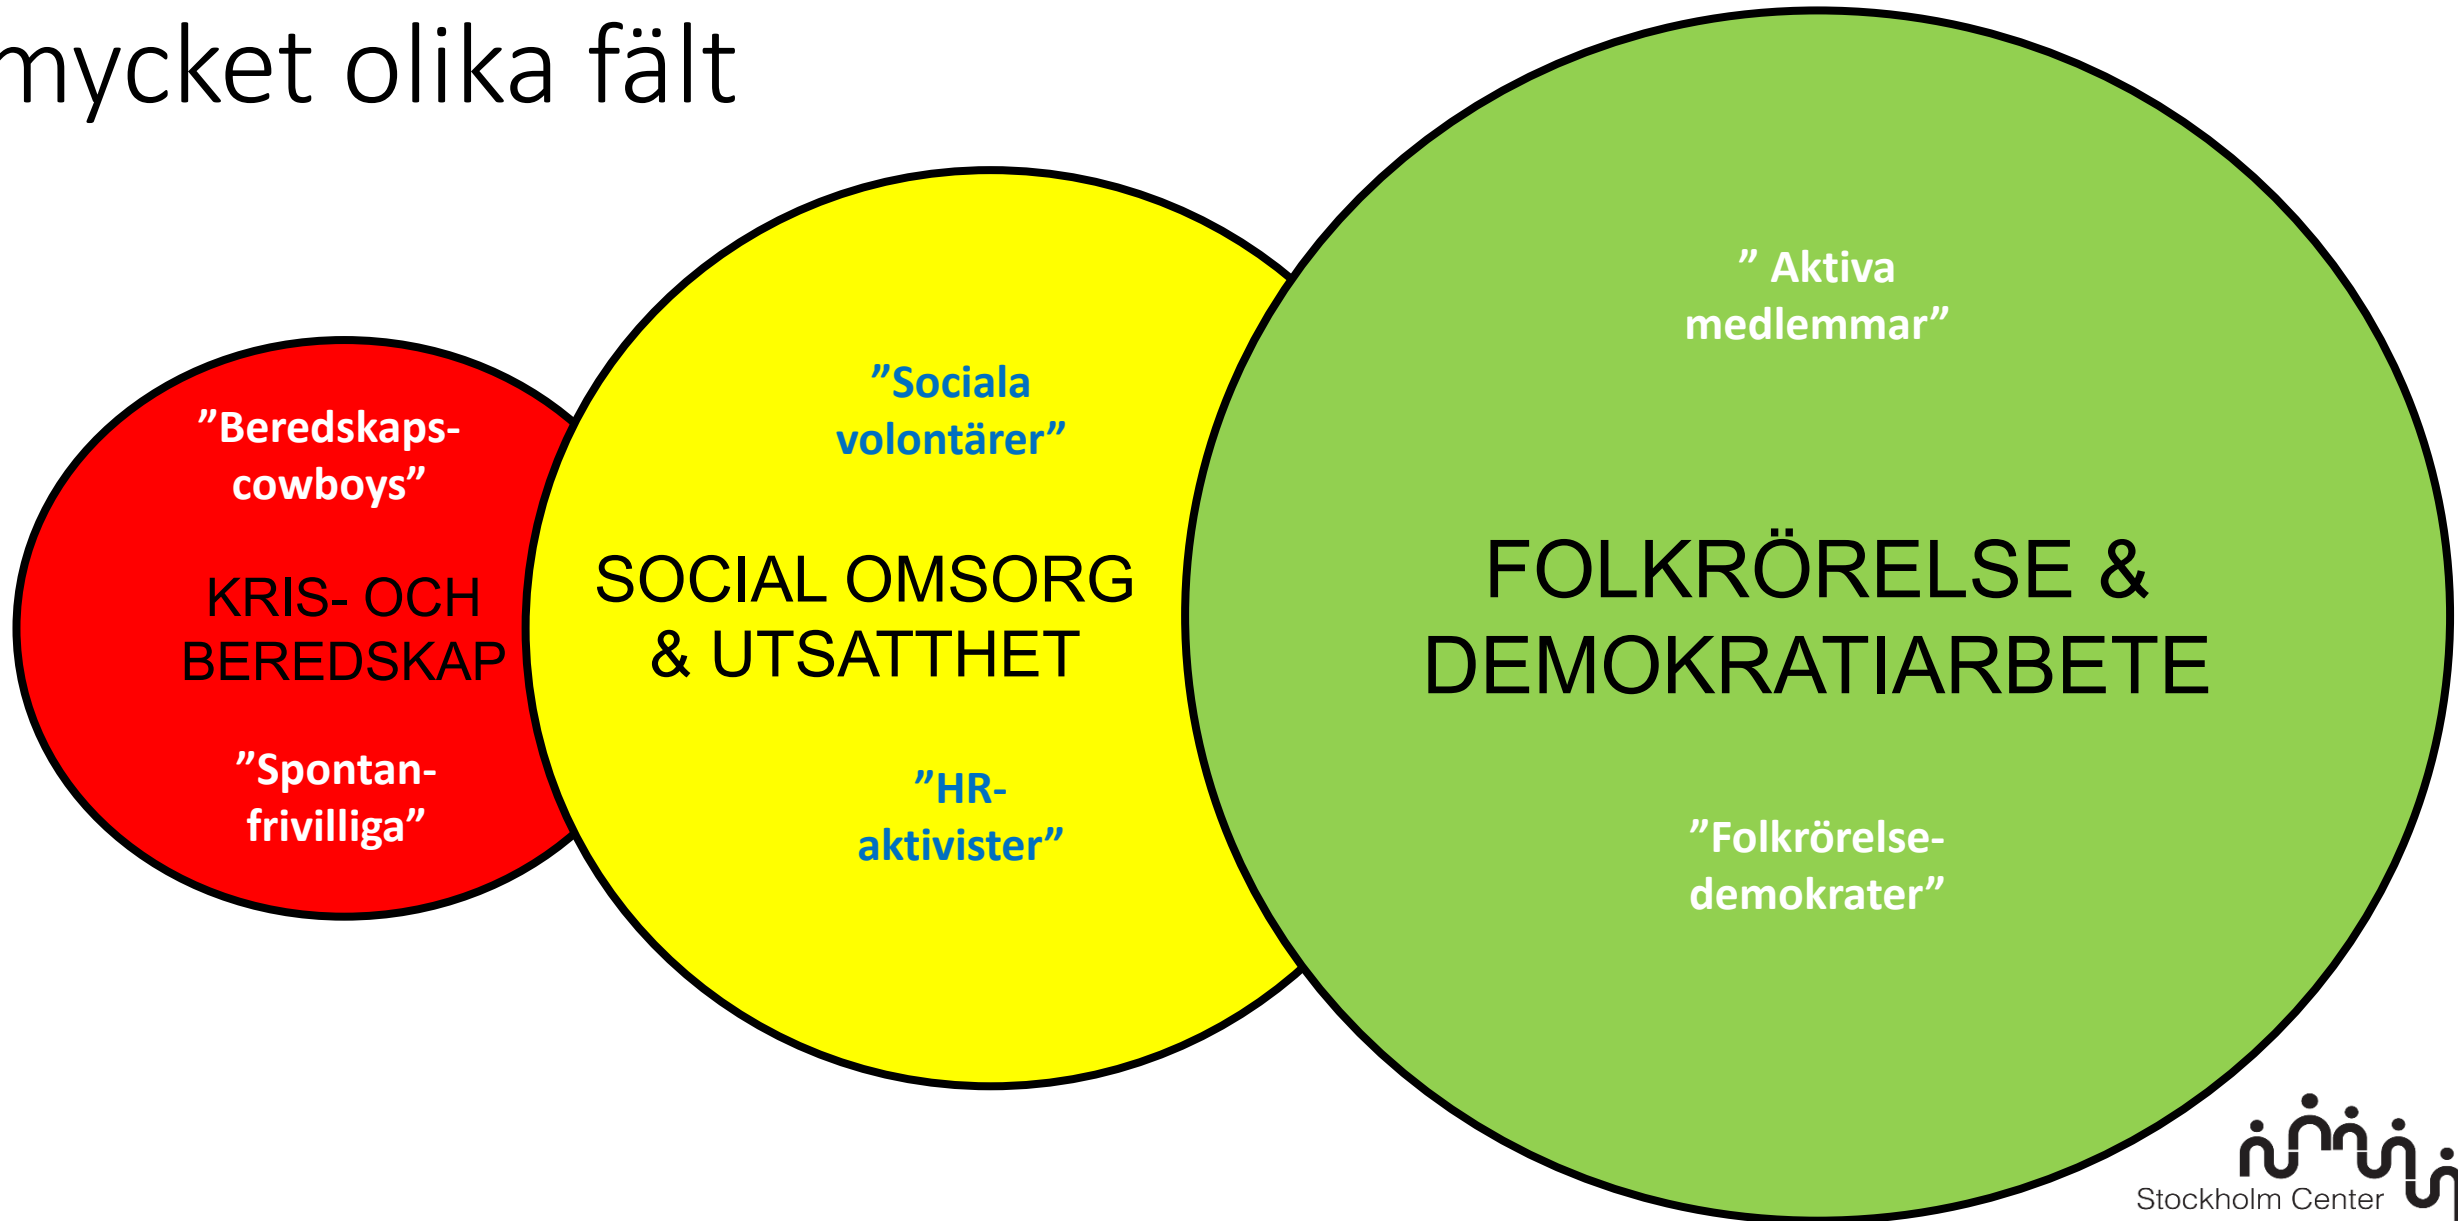 mycket olika fält
”Beredskaps-
cowboys”
KRIS- OCH
BEREDSKAP
”Spontan-
frivilliga”
”Sociala
volontärer”
SOCIAL OMSORG
& UTSATTHET
”HR-
aktivister”
” Aktiva
medlemmar”
FOLKRÖRELSE &
DEMOKRATIARBETE
”Folkrörelse-
demokrater”
Stockholm Center